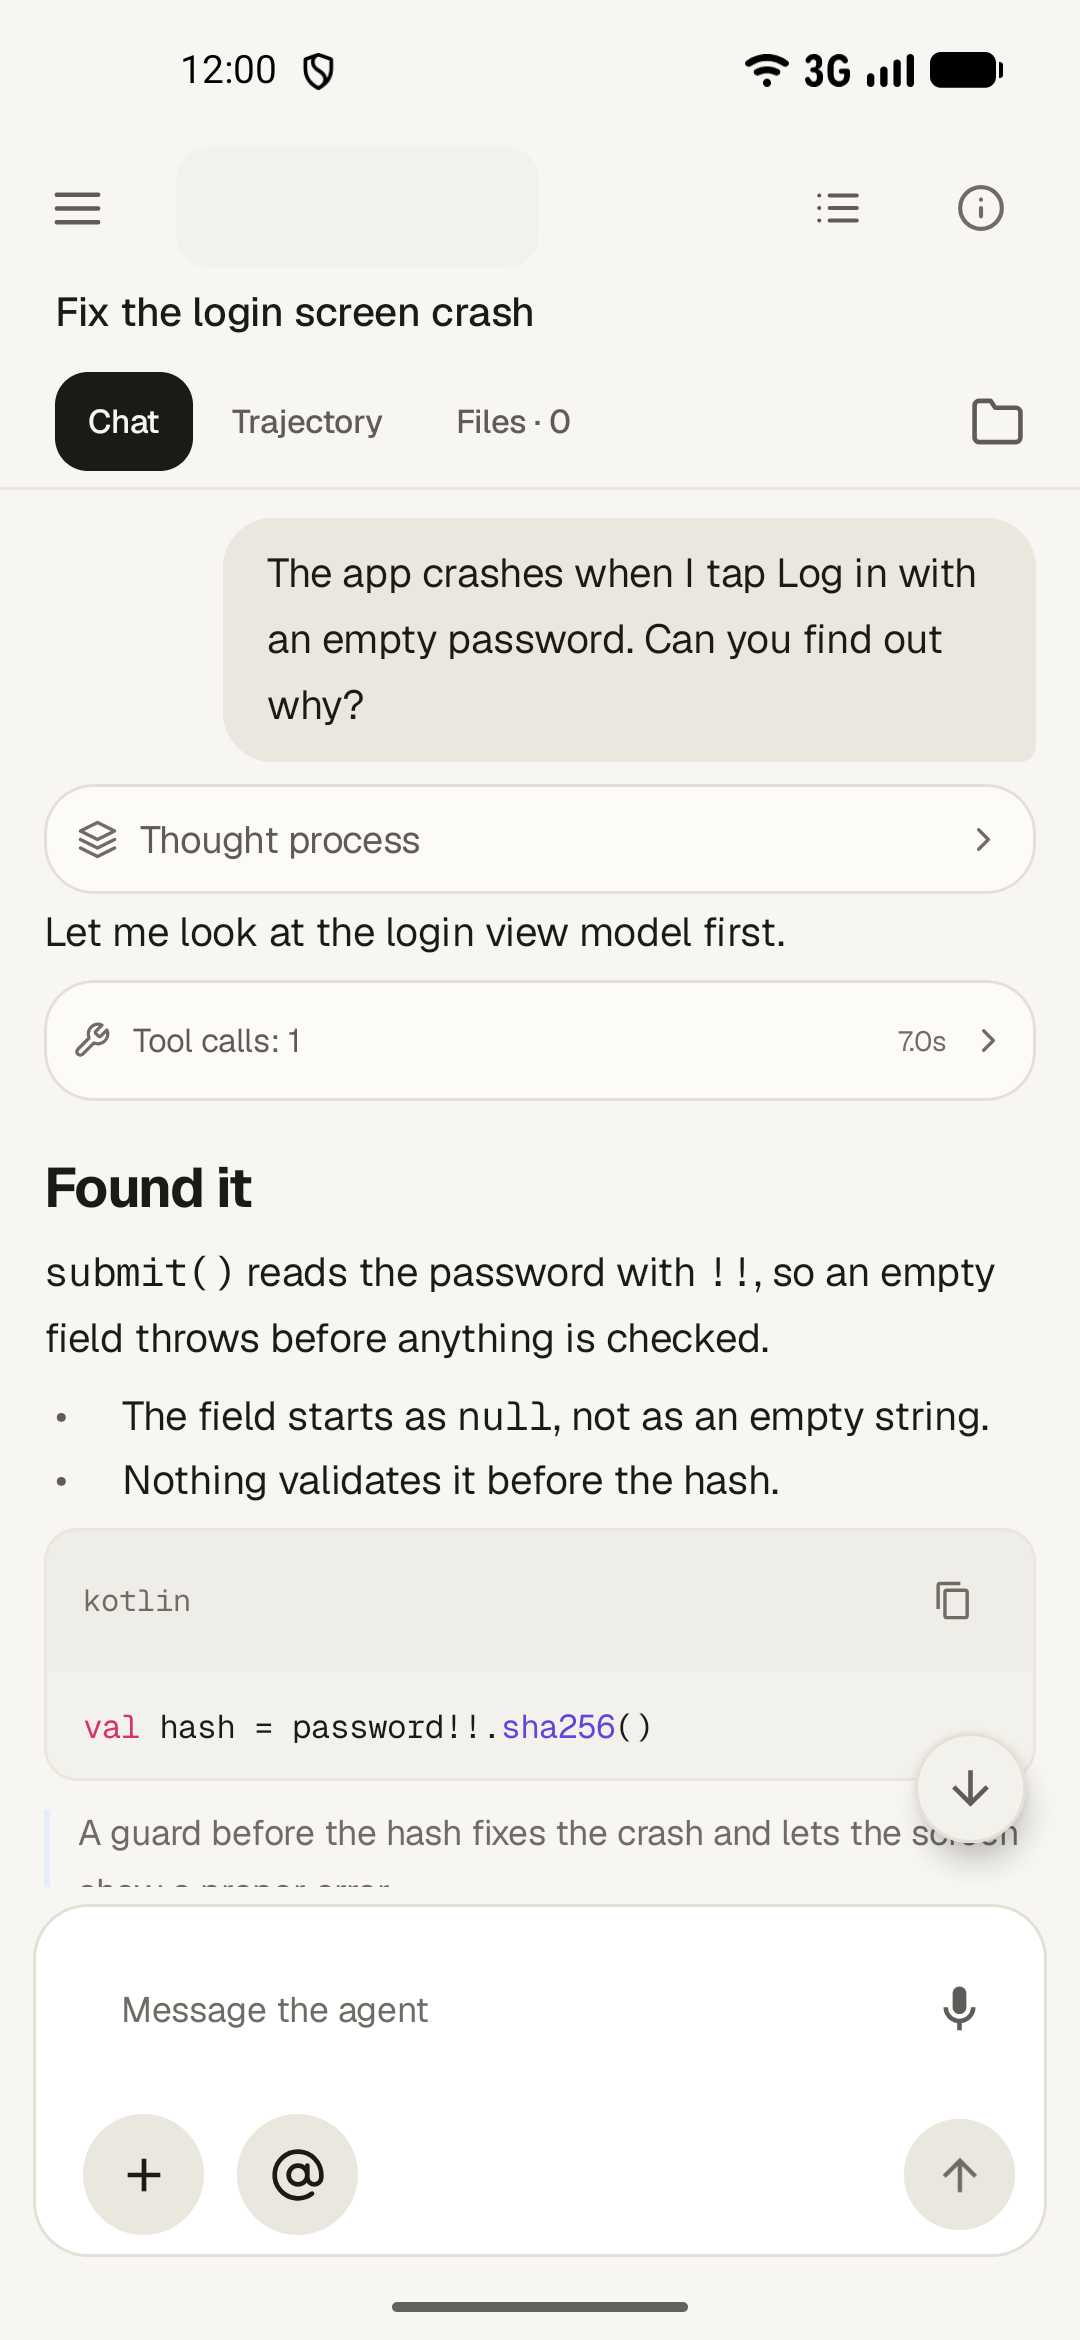 12:00
3G
Fix the login screen crash
Chat
Trajectory
Files · 0
The app crashes when I tap Log in with
an empty password. Can you find out
why?
Thought process
Let me look at the login view model first.
Tool calls: 1
7.0s
Found it
submit() reads the password with !!, so an empty
field throws before anything is checked.
• The field starts as null, not as an empty string.
• Nothing validates it before the hash.
kotlin
val hash = password!!.sha256()
A guard before the hash fixes the crash and lets the screen
show a proper error.
Message the agent